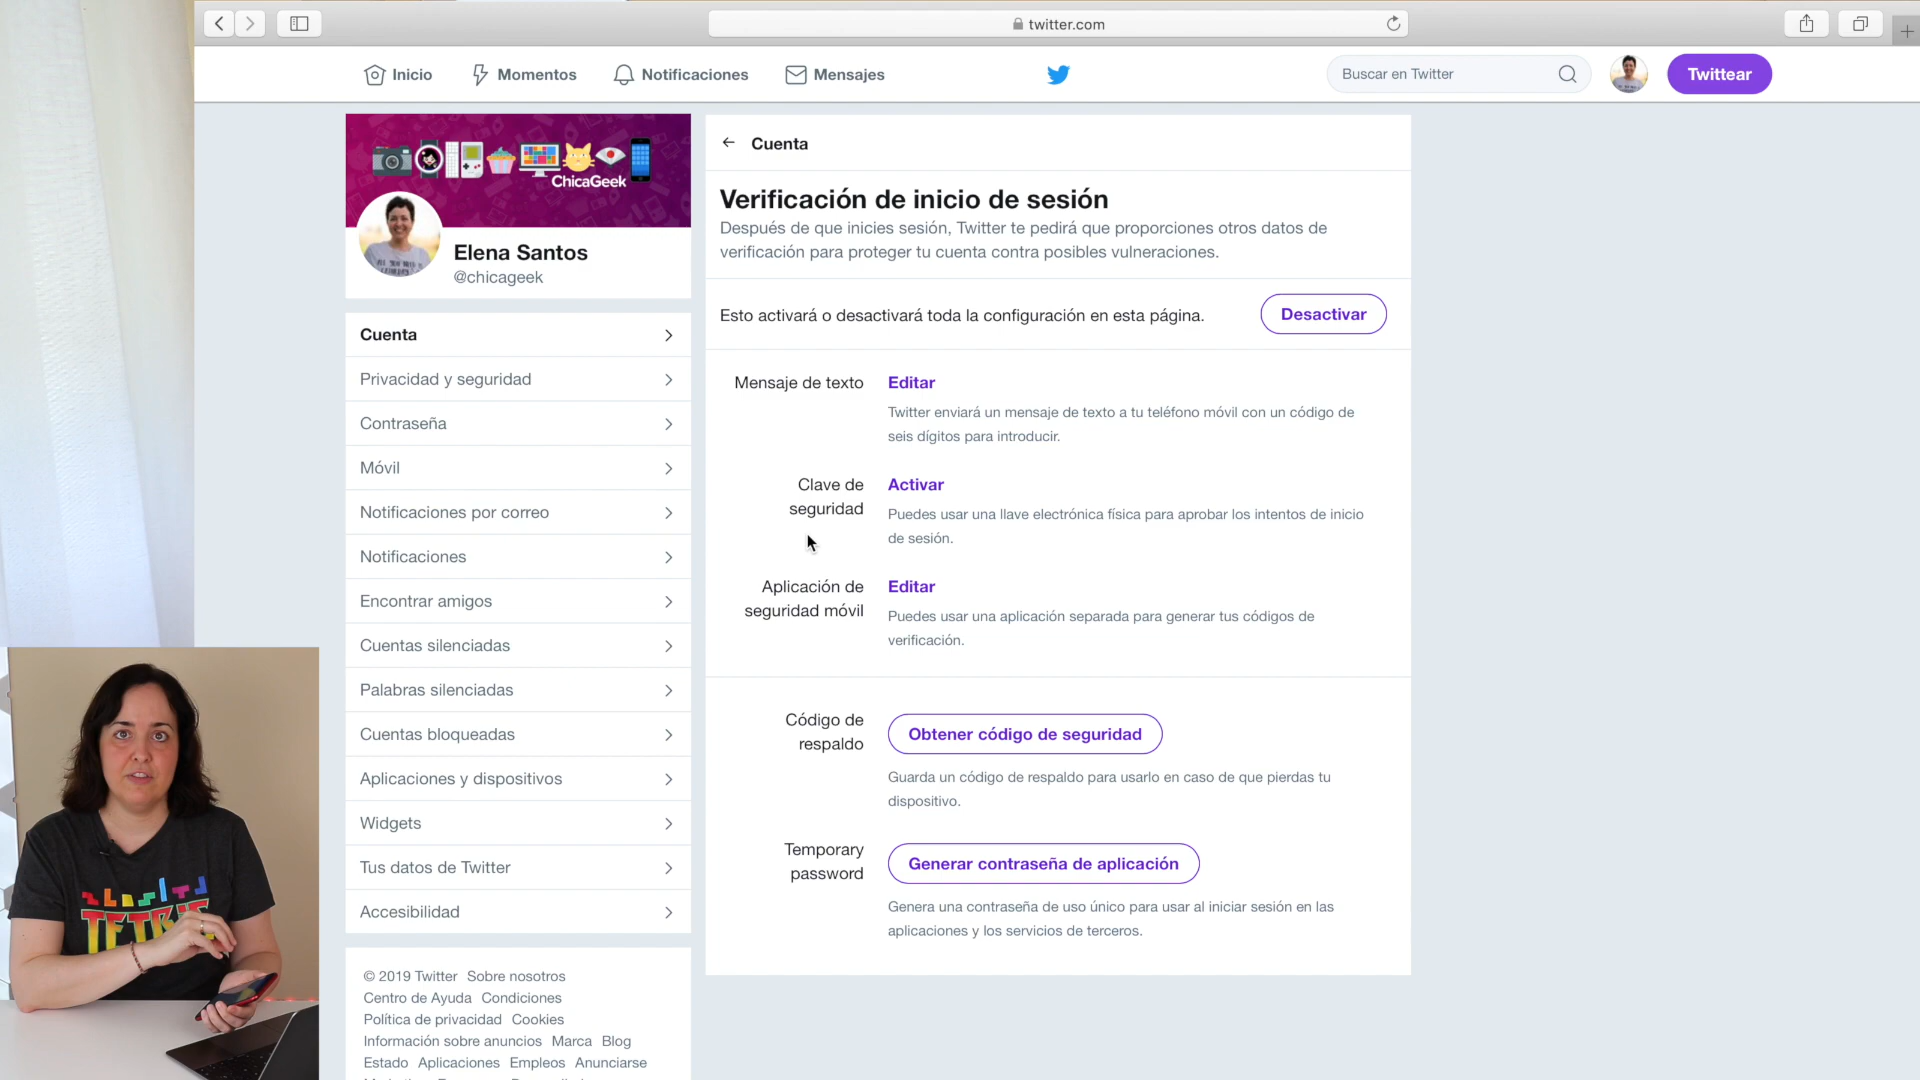 twitter.com
Inicio
Momentos
Notificaciones
Mensajes
Buscar en Twitter
Twittear
ChicaGeek
Elena Santos
@chicageek
Cuenta
Privacidad y seguridad
Contraseña
Móvil
Notificaciones por correo
Notificaciones
Encontrar amigos
Cuentas silenciadas
Palabras silenciadas
Cuentas bloqueadas
Aplicaciones y dispositivos
Widgets
Tus datos de Twitter
Accesibilidad
© 2019 Twitter Sobre nosotros
Centro de Ayuda Condiciones
Política de privacidad Cookies
Información sobre anuncios Marca Blog
Estado Aplicaciones Empleos Anunciarse
Cuenta
Verificación de inicio de sesión
Después de que inicies sesión, Twitter te pedirá que proporciones otros datos de
verificación para proteger tu cuenta contra posibles vulneraciones.
Esto activará o desactivará toda la configuración en esta página.
Desactivar
Mensaje de texto
Editar
Twitter enviará un mensaje de texto a tu teléfono móvil con un código de
seis dígitos para introducir.
Clave de
seguridad
Activar
Puedes usar una llave electrónica física para aprobar los intentos de inicio
de sesión.
Aplicación de
seguridad móvil
Editar
Puedes usar una aplicación separada para generar tus códigos de
verificación.
Código de
respaldo
Obtener código de seguridad
Guarda un código de respaldo para usarlo en caso de que pierdas tu
dispositivo.
Temporary
password
Generar contraseña de aplicación
Genera una contraseña de uso único para usar al iniciar sesión en las
aplicaciones y los servicios de terceros.
TETRIS